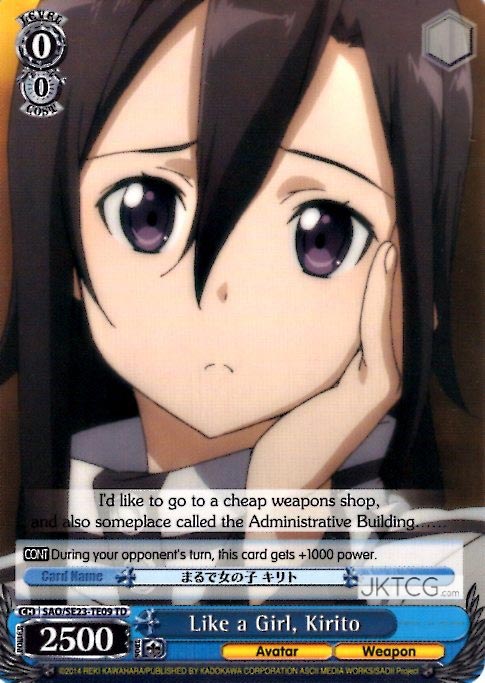 LEVEL
0
0
COST
I'd like to go to a cheap weapons shop,
and also someplace called the Administrative Building......
CONT During your opponent's turn, this card gets +1000 power.
Card Name まるで女の子 キリト
JKTCG.com
CH SAO/SE23-TE09 TD
POWER 2500 SOUL Like a Girl, Kirito
Avatar Weapon
©2014 REKI KAWAHARA/PUBLISHED BY KADOKAWA CORPORATION ASCII MEDIA WORKS/SAOII Project